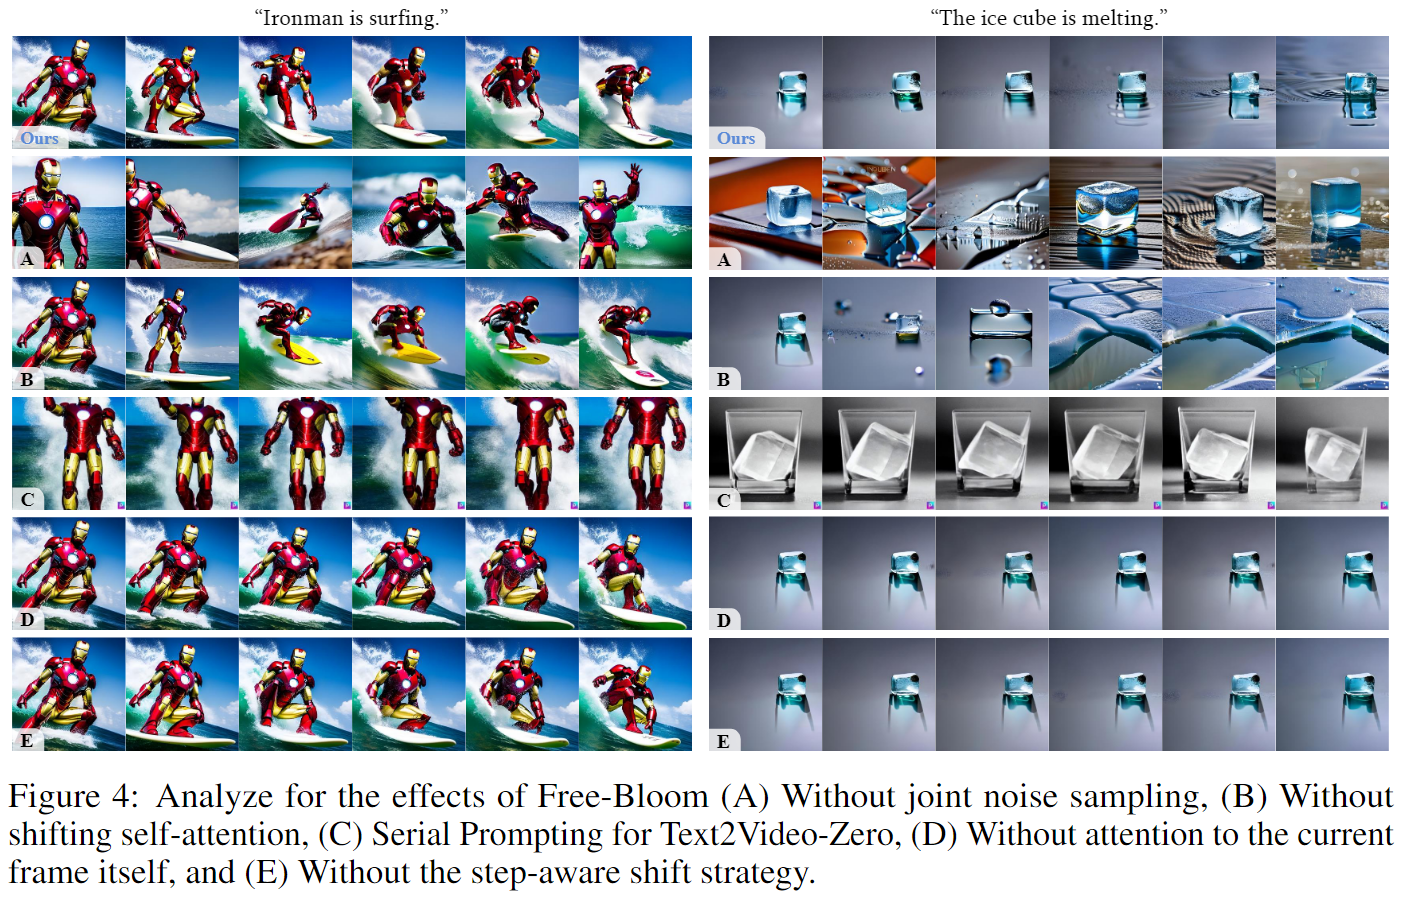 “Ironman is surfing.”
“The ice cube is melting.”
Ours
Ours
A
A
B
B
C
C
D
D
E
E
Figure 4: Analyze for the effects of Free-Bloom (A) Without joint noise sampling, (B) Without
shifting self-attention, (C) Serial Prompting for Text2Video-Zero, (D) Without attention to the current
frame itself, and (E) Without the step-aware shift strategy.